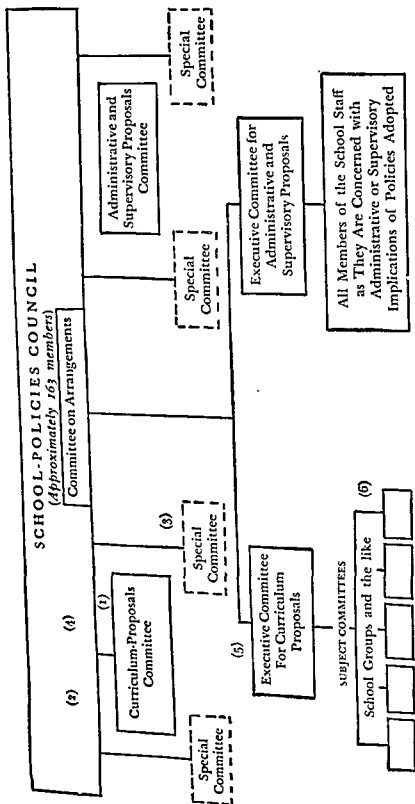 SCHOOL-POLICIES COUNCIL
(Approximately 163 members)
Committee on Arrangements
(2)
(4)
(1)
Curriculum-Proposals
Committee
Special
Committee
(3)
Special
Committee
Special
Committee
Administrative and
Supervisory Proposals
Committee
Special
Committee
(5)
Executive Committee
For Curriculum
Proposals
Executive Committee for
Administrative and
Supervisory Proposals
SUBJECT COMMITTEES
School Groups and the like
(6)
All Members of the School Staff
as They Are Concerned with
Administrative or Supervisory
Implications of Policies Adopted